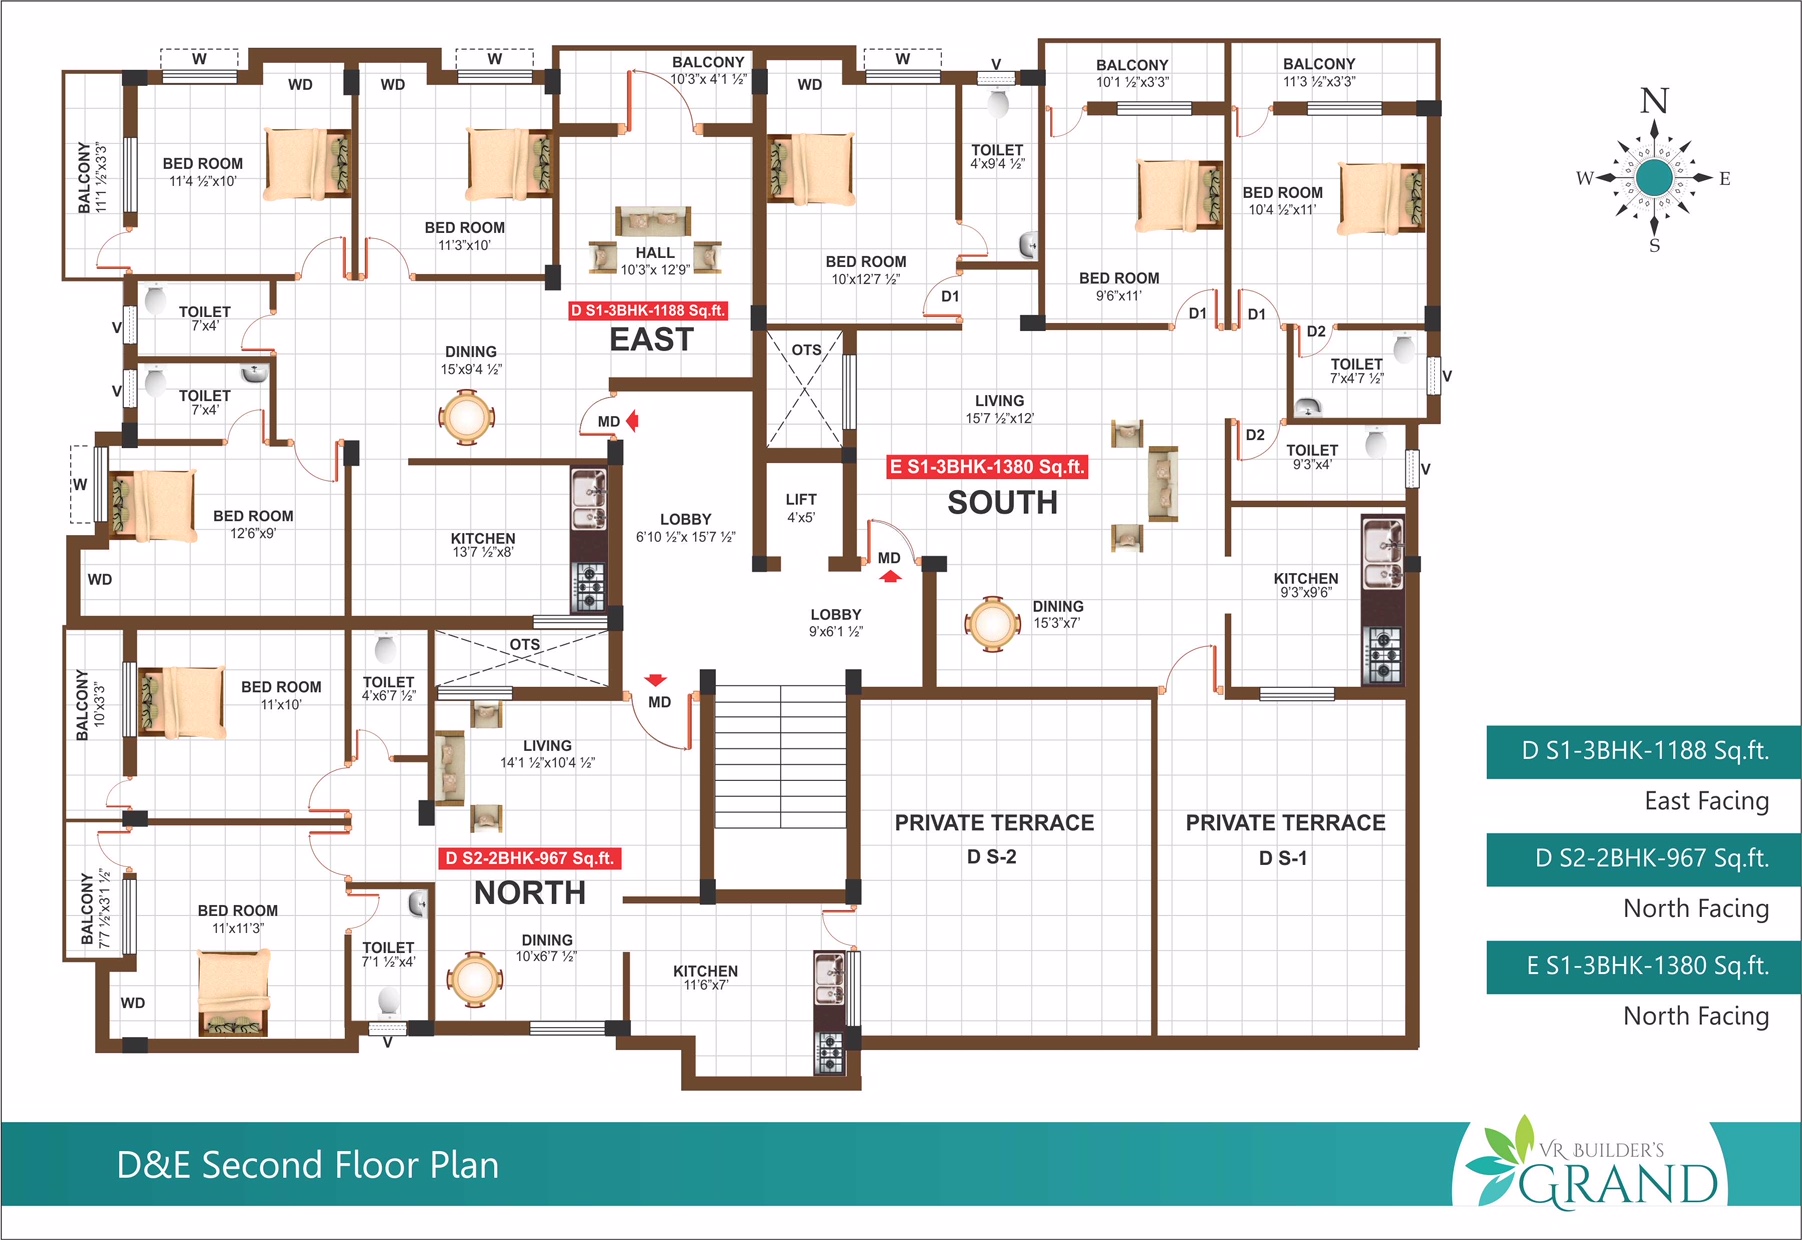 W
WD
WD
W
BALCONY
10'3"x 4'1 ½"
WD
W
V
BALCONY
10'1 ½"x3'3"
BALCONY
11'3 ½"x3'3"
N
W
E
S
BALCONY
11'1 ½"x3'3"
BED ROOM
11'4 ½"x10'
BED ROOM
11'3"x10'
HALL
10'3"x 12'9"
D S1-3BHK-1188 Sq.ft.
EAST
BED ROOM
10'x12'7 ½"
TOILET
4'x9'4 ½"
D1
BED ROOM
9'6"x11'
D1
BED ROOM
10'4 ½"x11'
D1
D2
V
TOILET
7'x4'
V
TOILET
7'x4'
DINING
15'x9'4 ½"
MD
OTS
LIVING
15'7 ½"x12'
TOILET
7'x4'7 ½"
V
D2
TOILET
9'3"x4'
V
E S1-3BHK-1380 Sq.ft.
SOUTH
W
BED ROOM
12'6"x9'
WD
KITCHEN
13'7 ½"x8'
LOBBY
6'10 ½"x 15'7 ½"
LIFT
4'x5'
MD
LOBBY
9'x6'1 ½"
DINING
15'3"x7'
KITCHEN
9'3"x9'6"
OTS
BALCONY
10'x3'3"
BED ROOM
11'x10'
TOILET
4'x6'7 ½"
MD
LIVING
14'1 ½"x10'4 ½"
D S2-2BHK-967 Sq.ft.
NORTH
PRIVATE TERRACE
D S-2
PRIVATE TERRACE
D S-1
BALCONY
7'7 ½"x3'1 ½"
BED ROOM
11'x11'3"
WD
TOILET
7'1 ½"x4'
V
DINING
10'x6'7 ½"
KITCHEN
11'6"x7'
D S1-3BHK-1188 Sq.ft.
East Facing
D S2-2BHK-967 Sq.ft.
North Facing
E S1-3BHK-1380 Sq.ft.
North Facing
D&E Second Floor Plan
VR BUILDER'S
GRAND